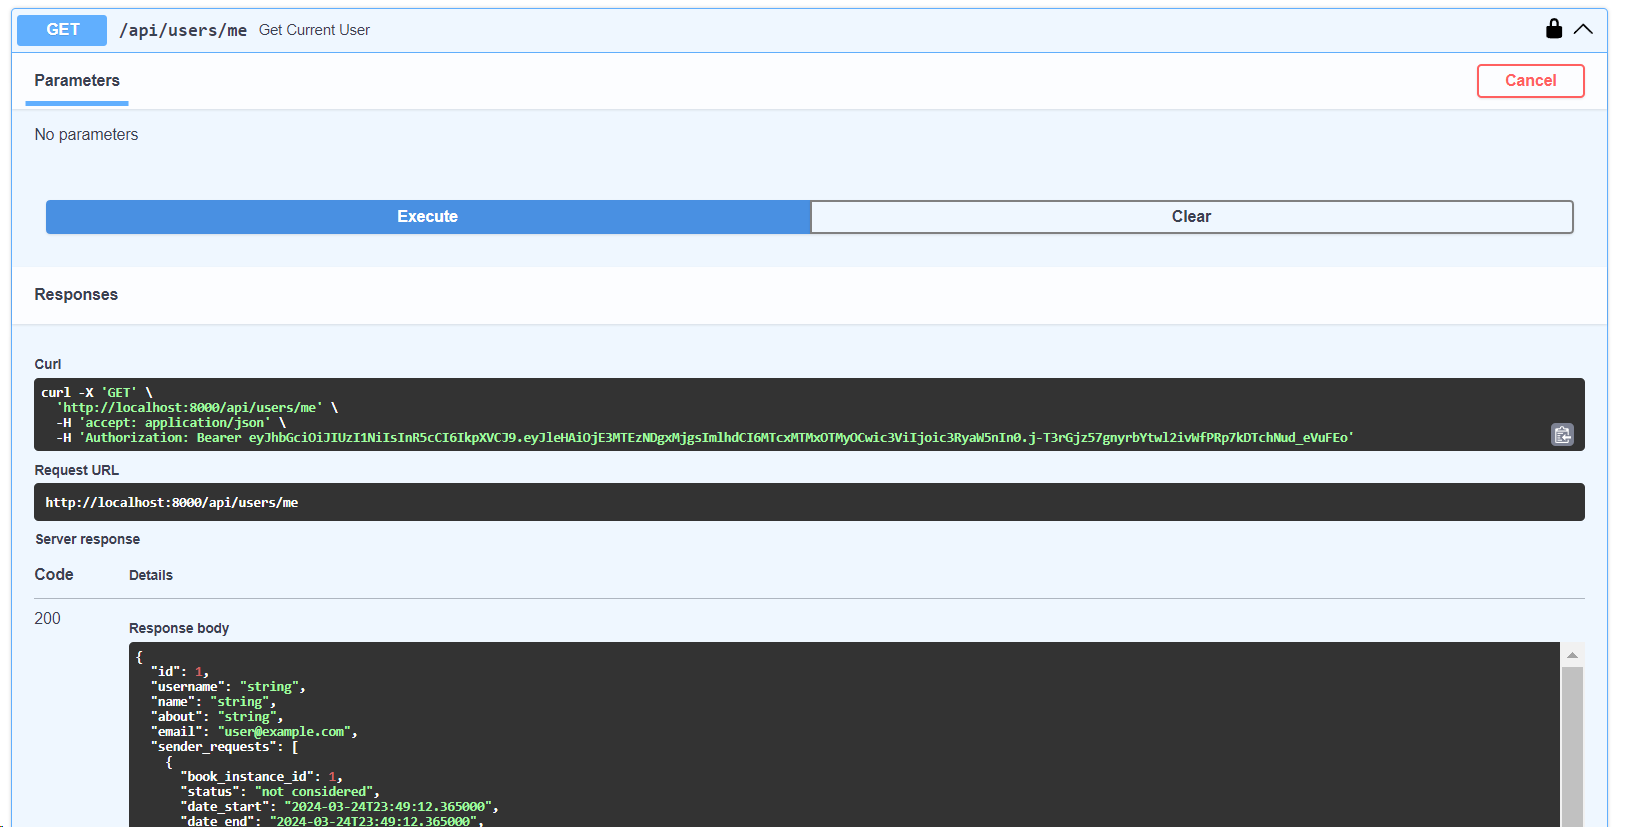 GET /api/users/me Get Current User
Parameters
Cancel
No parameters
Execute
Clear
Responses
Curl
curl -X 'GET' \
'http://localhost:8000/api/users/me' \
-H 'accept: application/json' \
-H 'Authorization: Bearer eyJhbGciOiJIUzI1NiIsInR5cCI6IkpXVCJ9.eyJleHAiOjE3MTEzNDgxMjgsImlhdCI6MTcxMTMxOTMyOCwic3ViIjoic3RyaW5nIn0.j-T3rGjz57gnyrbYtwl2ivWfPRp7kDTchNud_eVuFEo'
Request URL
http://localhost:8000/api/users/me
Server response
Code Details
200
Response body
{
"id": 1,
"username": "string",
"name": "string",
"about": "string",
"email": "user@example.com",
"sender_requests": [
{
"book_instance_id": 1,
"status": "not considered",
"date_start": "2024-03-24T23:49:12.365000",
"date_end": "2024-03-24T23:49:12.365000",